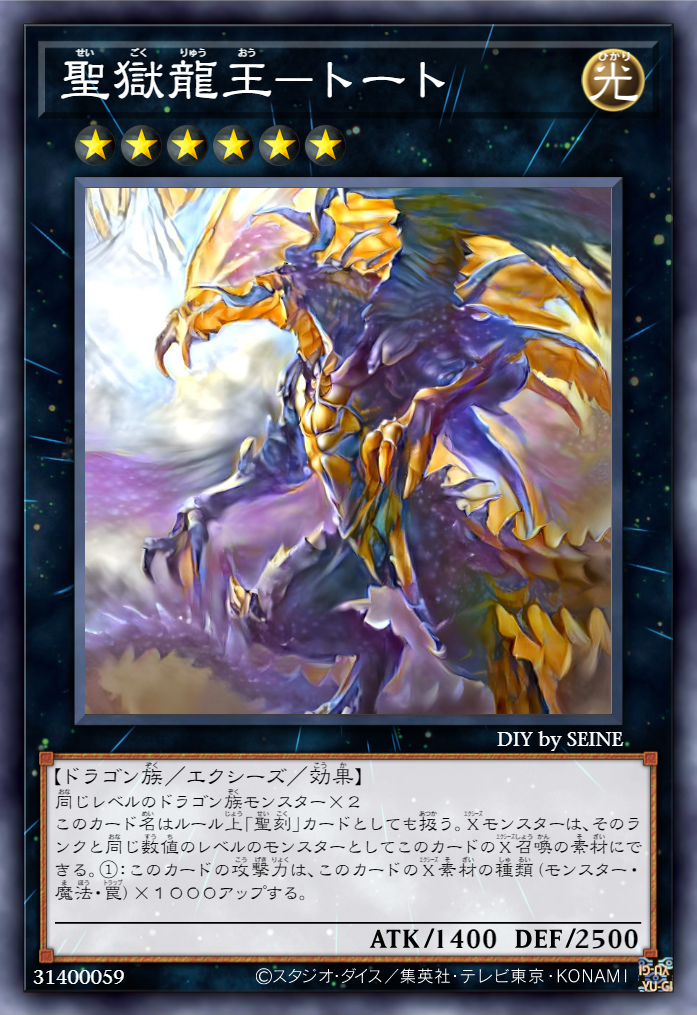 聖獄龍王－トート
光
DIY by SEINE
【ドラゴン族／エクシーズ／効果】
同じレベルのドラゴン族モンスター×２
このカード名はルール上「聖刻」カードとしても扱う。Ｘモンスターは、そのラ
ンクと同じ数値のレベルのモンスターとしてこのカードのＸ召喚の素材にで
きる。①：このカードの攻撃力は、このカードのＸ素材の種類（モンスター・
魔法・罠）×１０００アップする。
ATK/1400 DEF/2500
31400059 ©スタジオ・ダイス／集英社・テレビ東京・KONAMI